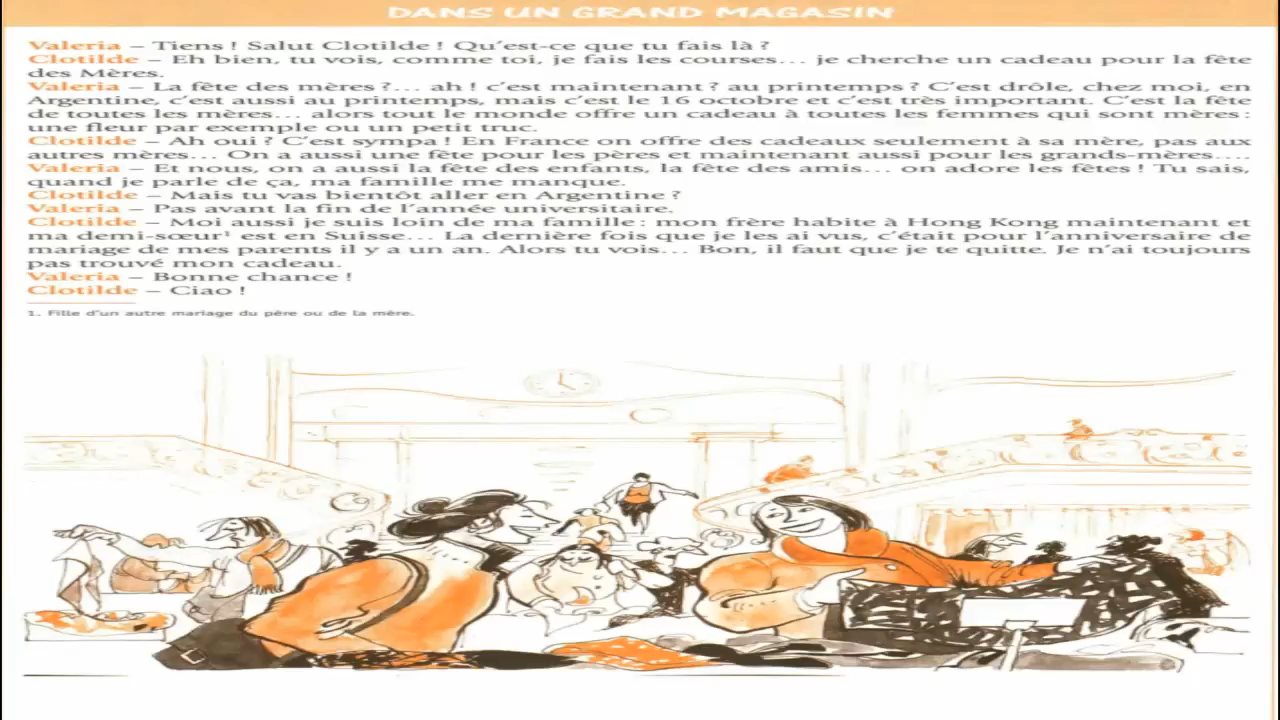 DANS UN GRAND MAGASIN
Valeria – Tiens ! Salut Clotilde ! Qu'est-ce que tu fais là ?
Clotilde – Eh bien, tu vois, comme toi, je fais les courses... je cherche un cadeau pour la fête
des Mères.
Valeria – La fête des mères ?... ah ! c'est maintenant ? au printemps ? C'est drôle, chez moi, en
Argentine, c'est aussi au printemps, mais c'est le 16 octobre et c'est très important. C'est la fête
de toutes les mères... alors tout le monde offre un cadeau à toutes les femmes qui sont mères :
une fleur par exemple ou un petit truc.
Clotilde – Ah oui ? C'est sympa ! En France on offre des cadeaux seulement à sa mère, pas aux
autres mères... On a aussi une fête pour les pères et maintenant aussi pour les grands-mères....
Valeria – Et nous, on a aussi la fête des enfants, la fête des amis... on adore les fêtes ! Tu sais,
quand je parle de ça, ma famille me manque.
Clotilde – Mais tu vas bientôt aller en Argentine ?
Valeria – Pas avant la fin de l'année universitaire.
Clotilde – Moi aussi je suis loin de ma famille : mon frère habite à Hong Kong maintenant et
ma demi-sœur¹ est en Suisse... La dernière fois que je les ai vus, c'était pour l'anniversaire de
mariage de mes parents il y a un an. Alors tu vois... Bon, il faut que je te quitte. Je n'ai toujours
pas trouvé mon cadeau.
Valeria – Bonne chance !
Clotilde – Ciao !
1. Fille d'un autre mariage du père ou de la mère.